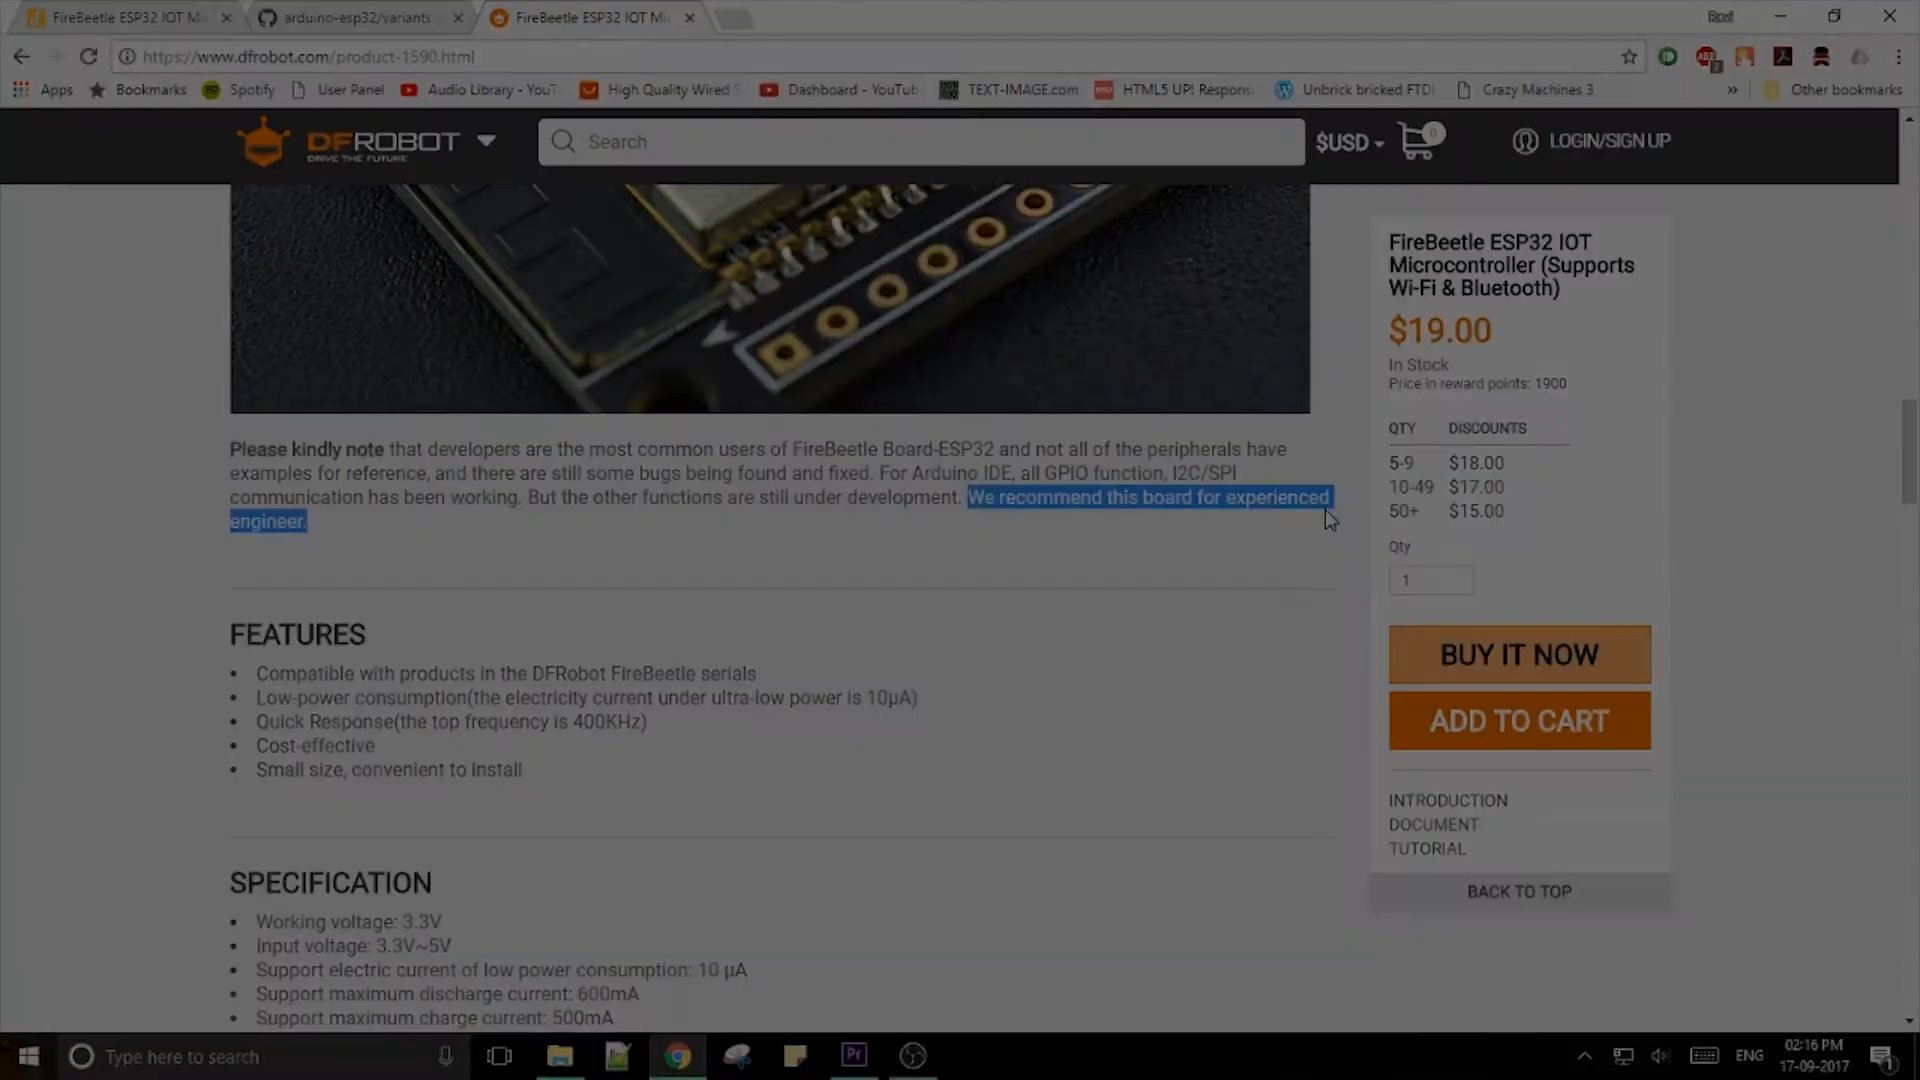 FireBeetle ESP32 IOT Mi
arduino-esp32/variants
FireBeetle ESP32 IOT Mic
https://www.dfrobot.com/product-1590.html
Apps
Bookmarks
Spotify
User Panel
Audio Library - YouT
High Quality Wired S
Dashboard - YouTub
TEXT-IMAGE.com
HTML5 UP! Respons
Unbrick bricked FTDI
Crazy Machines 3
»
Other bookmarks
DFROBOT
DRIVE THE FUTURE
Search
$USD
0
LOGIN/SIGN UP
Please kindly note that developers are the most common users of FireBeetle Board-ESP32 and not all of the peripherals have
examples for reference, and there are still some bugs being found and fixed. For Arduino IDE, all GPIO function, I2C/SPI
communication has been working. But the other functions are still under development. We recommend this board for experienced
engineer.
FEATURES
• Compatible with products in the DFRobot FireBeetle serials
• Low-power consumption(the electricity current under ultra-low power is 10μA)
• Quick Response(the top frequency is 400KHz)
• Cost-effective
• Small size, convenient to install
SPECIFICATION
• Working voltage: 3.3V
• Input voltage: 3.3V~5V
• Support electric current of low power consumption: 10 μA
• Support maximum discharge current: 600mA
• Support maximum charge current: 500mA
FireBeetle ESP32 IOT
Microcontroller (Supports
Wi-Fi & Bluetooth)
$19.00
In Stock
Price in reward points: 1900
QTY DISCOUNTS
5-9 $18.00
10-49 $17.00
50+ $15.00
Qty
1
BUY IT NOW
ADD TO CART
INTRODUCTION
DOCUMENT
TUTORIAL
BACK TO TOP
Type here to search
Pr
ENG
02:16 PM
17-09-2017
1